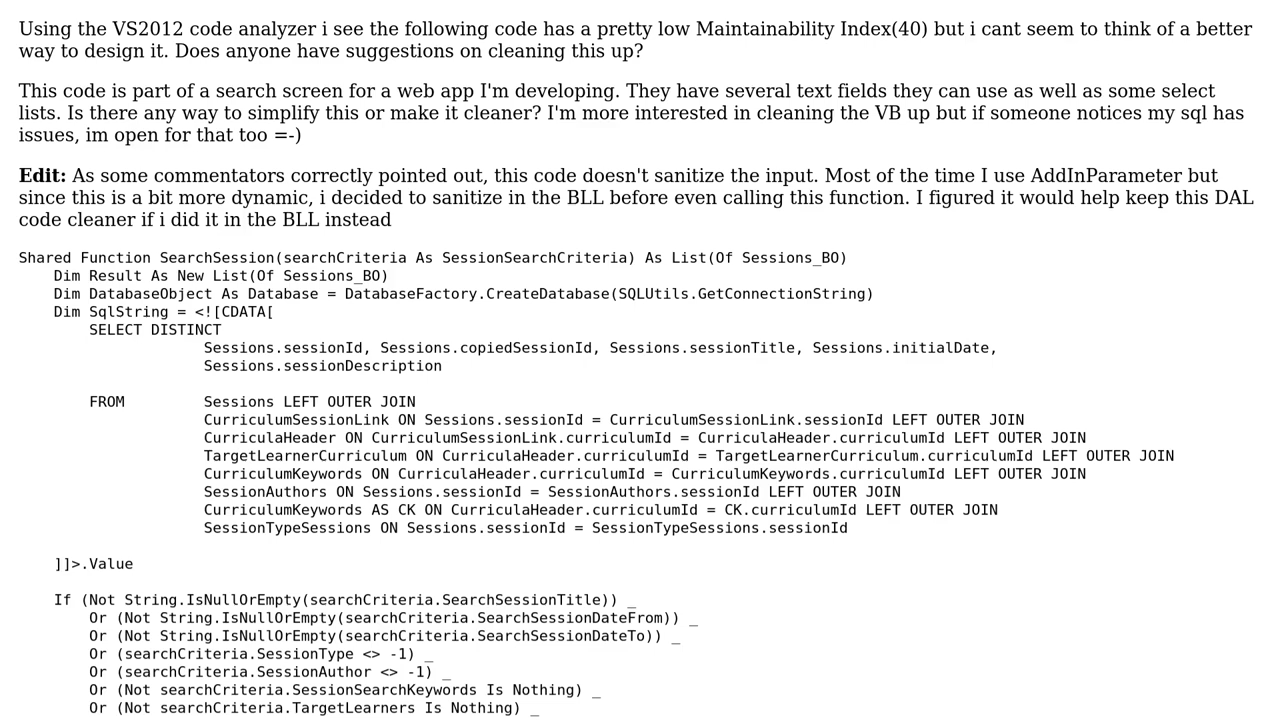 Using the VS2012 code analyzer i see the following code has a pretty low Maintainability Index(40) but i cant seem to think of a better
way to design it. Does anyone have suggestions on cleaning this up?
This code is part of a search screen for a web app I'm developing. They have several text fields they can use as well as some select
lists. Is there any way to simplify this or make it cleaner? I'm more interested in cleaning the VB up but if someone notices my sql has
issues, im open for that too =-)
Edit: As some commentators correctly pointed out, this code doesn't sanitize the input. Most of the time I use AddInParameter but
since this is a bit more dynamic, i decided to sanitize in the BLL before even calling this function. I figured it would help keep this DAL
code cleaner if i did it in the BLL instead
Shared Function SearchSession(searchCriteria As SessionSearchCriteria) As List(Of Sessions_BO)
    Dim Result As New List(Of Sessions_BO)
    Dim DatabaseObject As Database = DatabaseFactory.CreateDatabase(SQLUtils.GetConnectionString)
    Dim SqlString = <![CDATA[
        SELECT DISTINCT
                     Sessions.sessionId, Sessions.copiedSessionId, Sessions.sessionTitle, Sessions.initialDate,
                     Sessions.sessionDescription
        FROM         Sessions LEFT OUTER JOIN
                     CurriculumSessionLink ON Sessions.sessionId = CurriculumSessionLink.sessionId LEFT OUTER JOIN
                     CurriculaHeader ON CurriculumSessionLink.curriculumId = CurriculaHeader.curriculumId LEFT OUTER JOIN
                     TargetLearnerCurriculum ON CurriculaHeader.curriculumId = TargetLearnerCurriculum.curriculumId LEFT OUTER JOIN
                     CurriculumKeywords ON CurriculaHeader.curriculumId = CurriculumKeywords.curriculumId LEFT OUTER JOIN
                     SessionAuthors ON Sessions.sessionId = SessionAuthors.sessionId LEFT OUTER JOIN
                     CurriculumKeywords AS CK ON CurriculaHeader.curriculumId = CK.curriculumId LEFT OUTER JOIN
                     SessionTypeSessions ON Sessions.sessionId = SessionTypeSessions.sessionId
    ]]>.Value
    If (Not String.IsNullOrEmpty(searchCriteria.SearchSessionTitle)) _
        Or (Not String.IsNullOrEmpty(searchCriteria.SearchSessionDateFrom)) _
        Or (Not String.IsNullOrEmpty(searchCriteria.SearchSessionDateTo)) _
        Or (searchCriteria.SessionType <> -1) _
        Or (searchCriteria.SessionAuthor <> -1) _
        Or (Not searchCriteria.SessionSearchKeywords Is Nothing) _
        Or (Not searchCriteria.TargetLearners Is Nothing) _